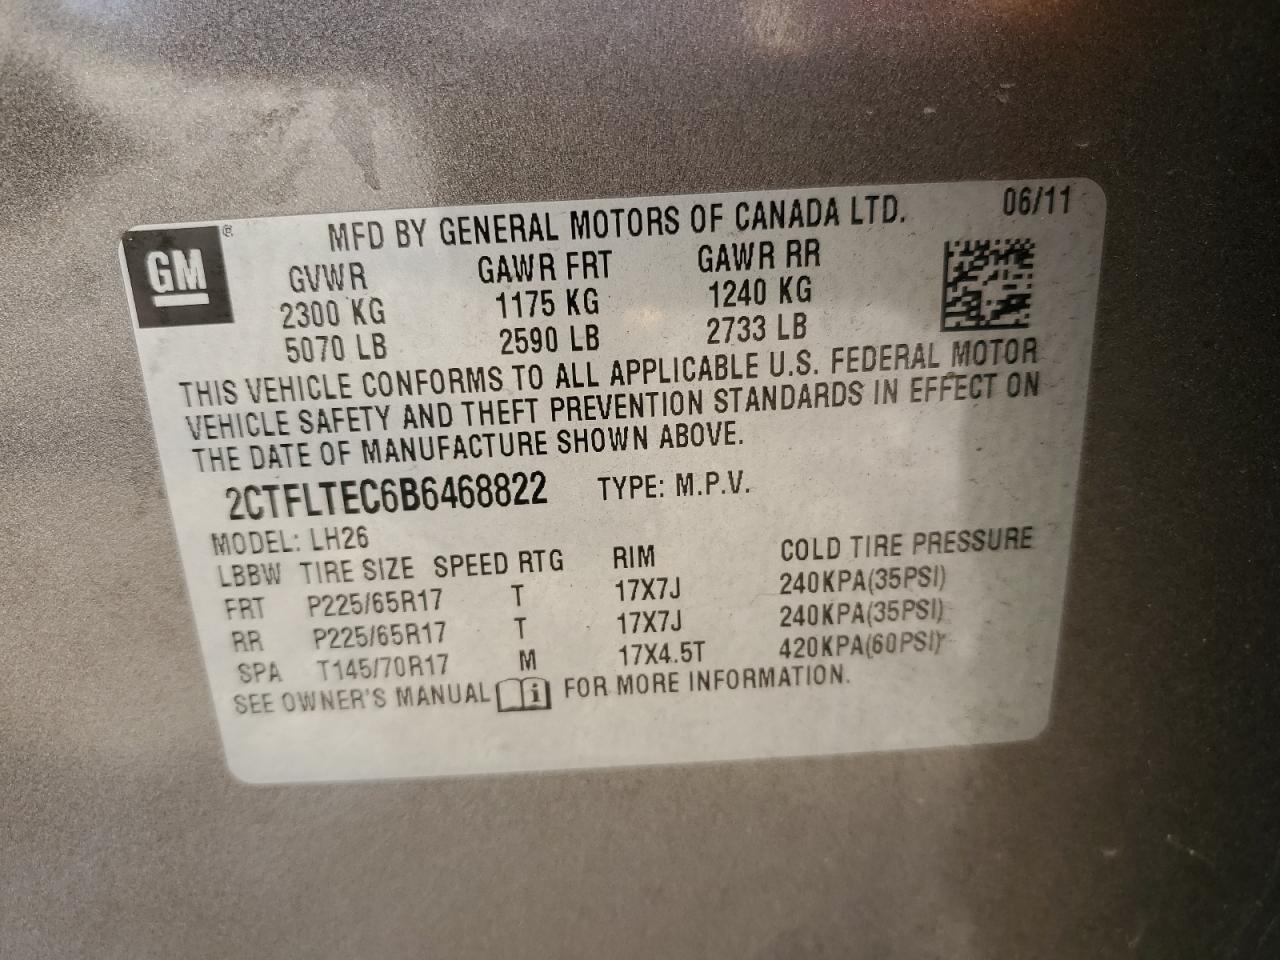 GM ®
MFD BY GENERAL MOTORS OF CANADA LTD. 06/11
GVWR GAWR FRT GAWR RR
2300 KG 1175 KG 1240 KG
5070 LB 2590 LB 2733 LB
THIS VEHICLE CONFORMS TO ALL APPLICABLE U.S. FEDERAL MOTOR
VEHICLE SAFETY AND THEFT PREVENTION STANDARDS IN EFFECT ON
THE DATE OF MANUFACTURE SHOWN ABOVE.
2CTFLTEC6B6468822 TYPE: M.P.V.
MODEL: LH26
LBBW TIRE SIZE SPEED RTG RIM COLD TIRE PRESSURE
FRT P225/65R17 T 17X7J 240KPA(35PSI)
RR P225/65R17 T 17X7J 240KPA(35PSI)
SPA T145/70R17 M 17X4.5T 420KPA(60PSI)
SEE OWNER'S MANUAL i FOR MORE INFORMATION.